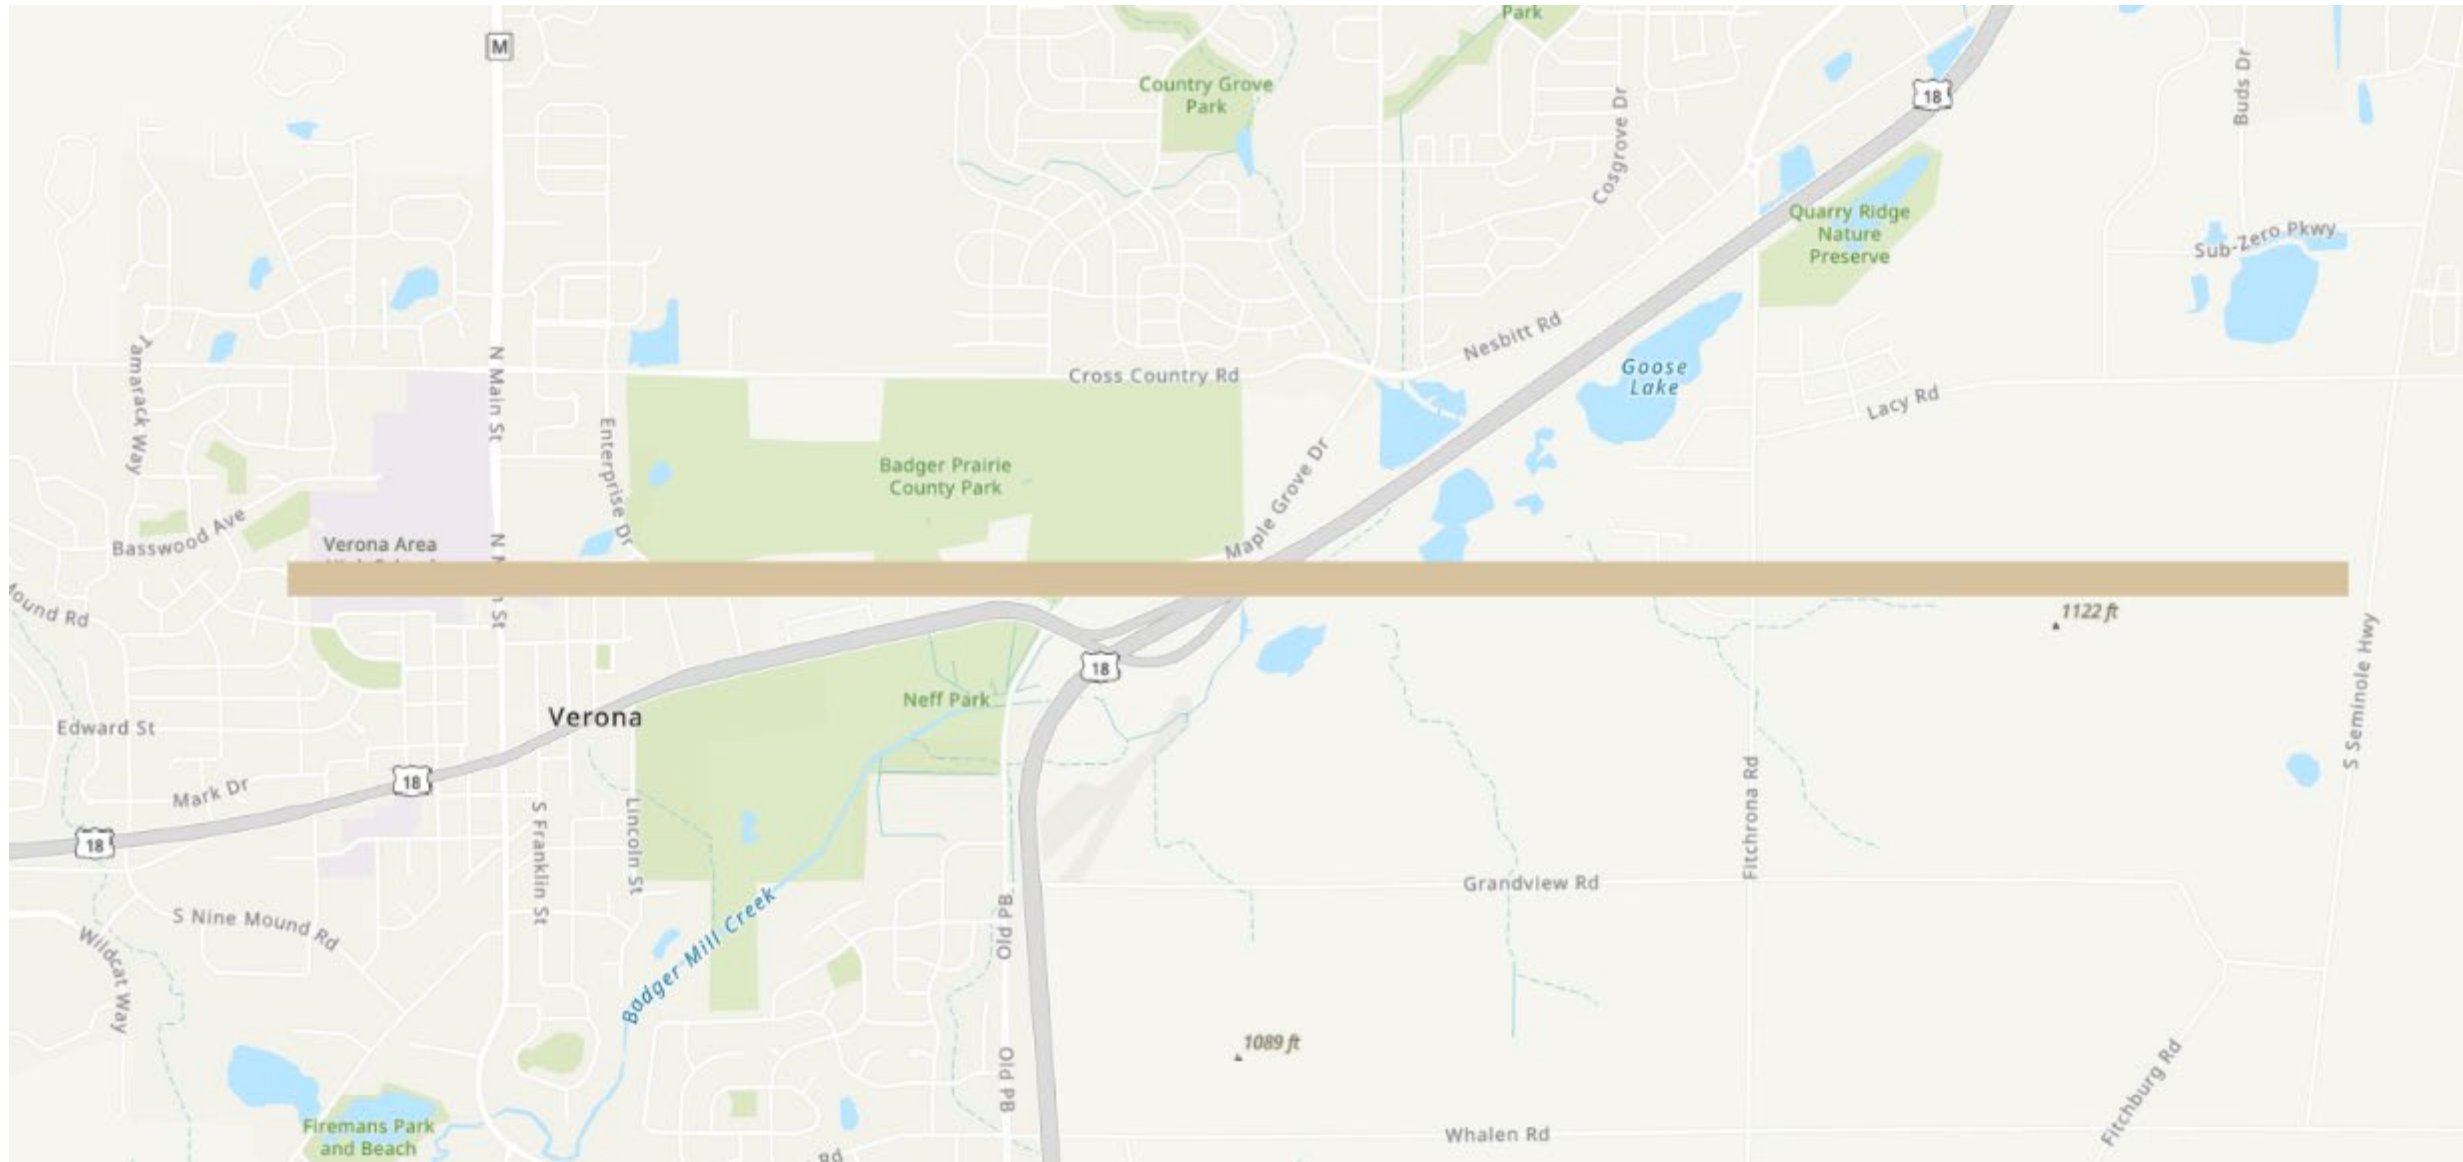 Park
M
Country Grove
Park
18
Buds Dr
Cosgrove Dr
Quarry Ridge
Nature
Preserve
Sub-Zero Pkwy
Tamarack Way
N Main St
Nesbitt Rd
Cross Country Rd
Goose
Lake
Lacy Rd
Enterprise Dr
Badger Prairie
County Park
Maple Grove Dr
Basswood Ave
Verona Area
1122 ft
18
S Seminole Hwy
Neff Park
Verona
Edward St
18
Mark Dr
Fitchrona Rd
18
S Franklin St
Lincoln St
Grandview Rd
S Nine Mound Rd
Old PB
Badger Mill Creek
Wildcat Way
1089 ft
Old PB
Fitchburg Rd
Firemans Park
and Beach
Whalen Rd
Rd